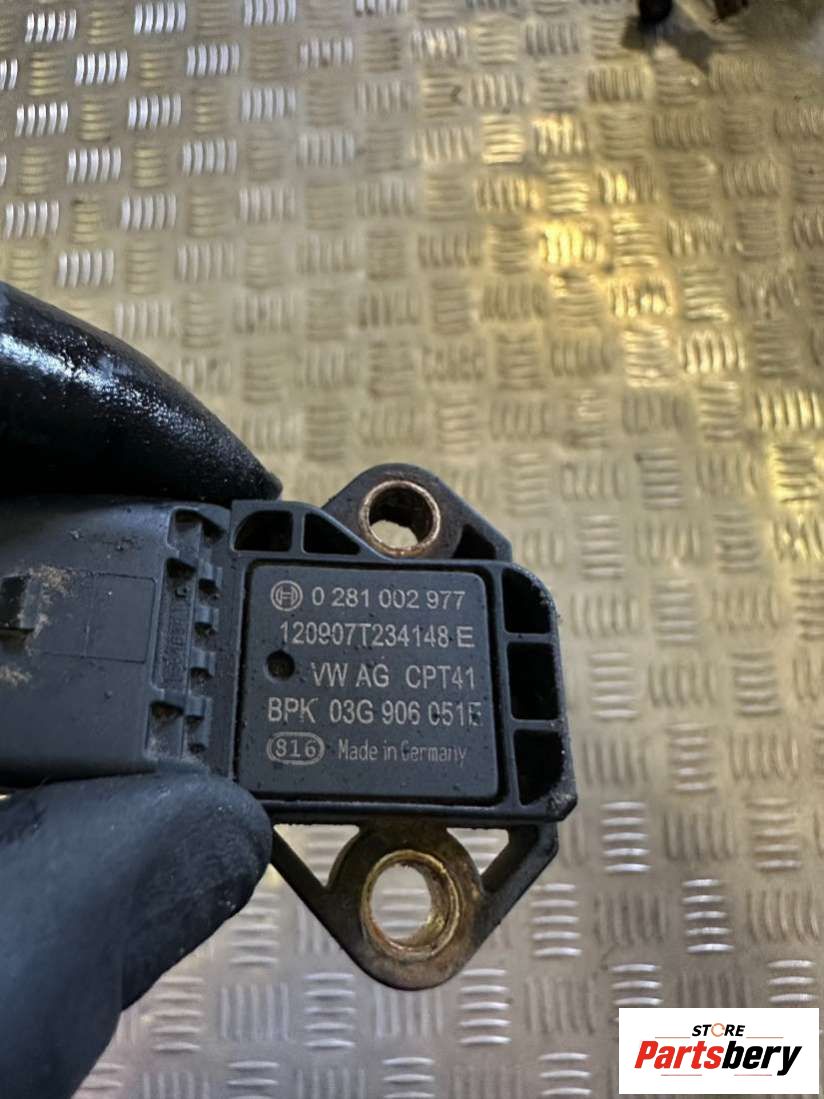 0 281 002 977
120907T234148 E
VW AG CPT41
BPK 03G 906 051E
816 Made in Germany
STORE
Partsbery